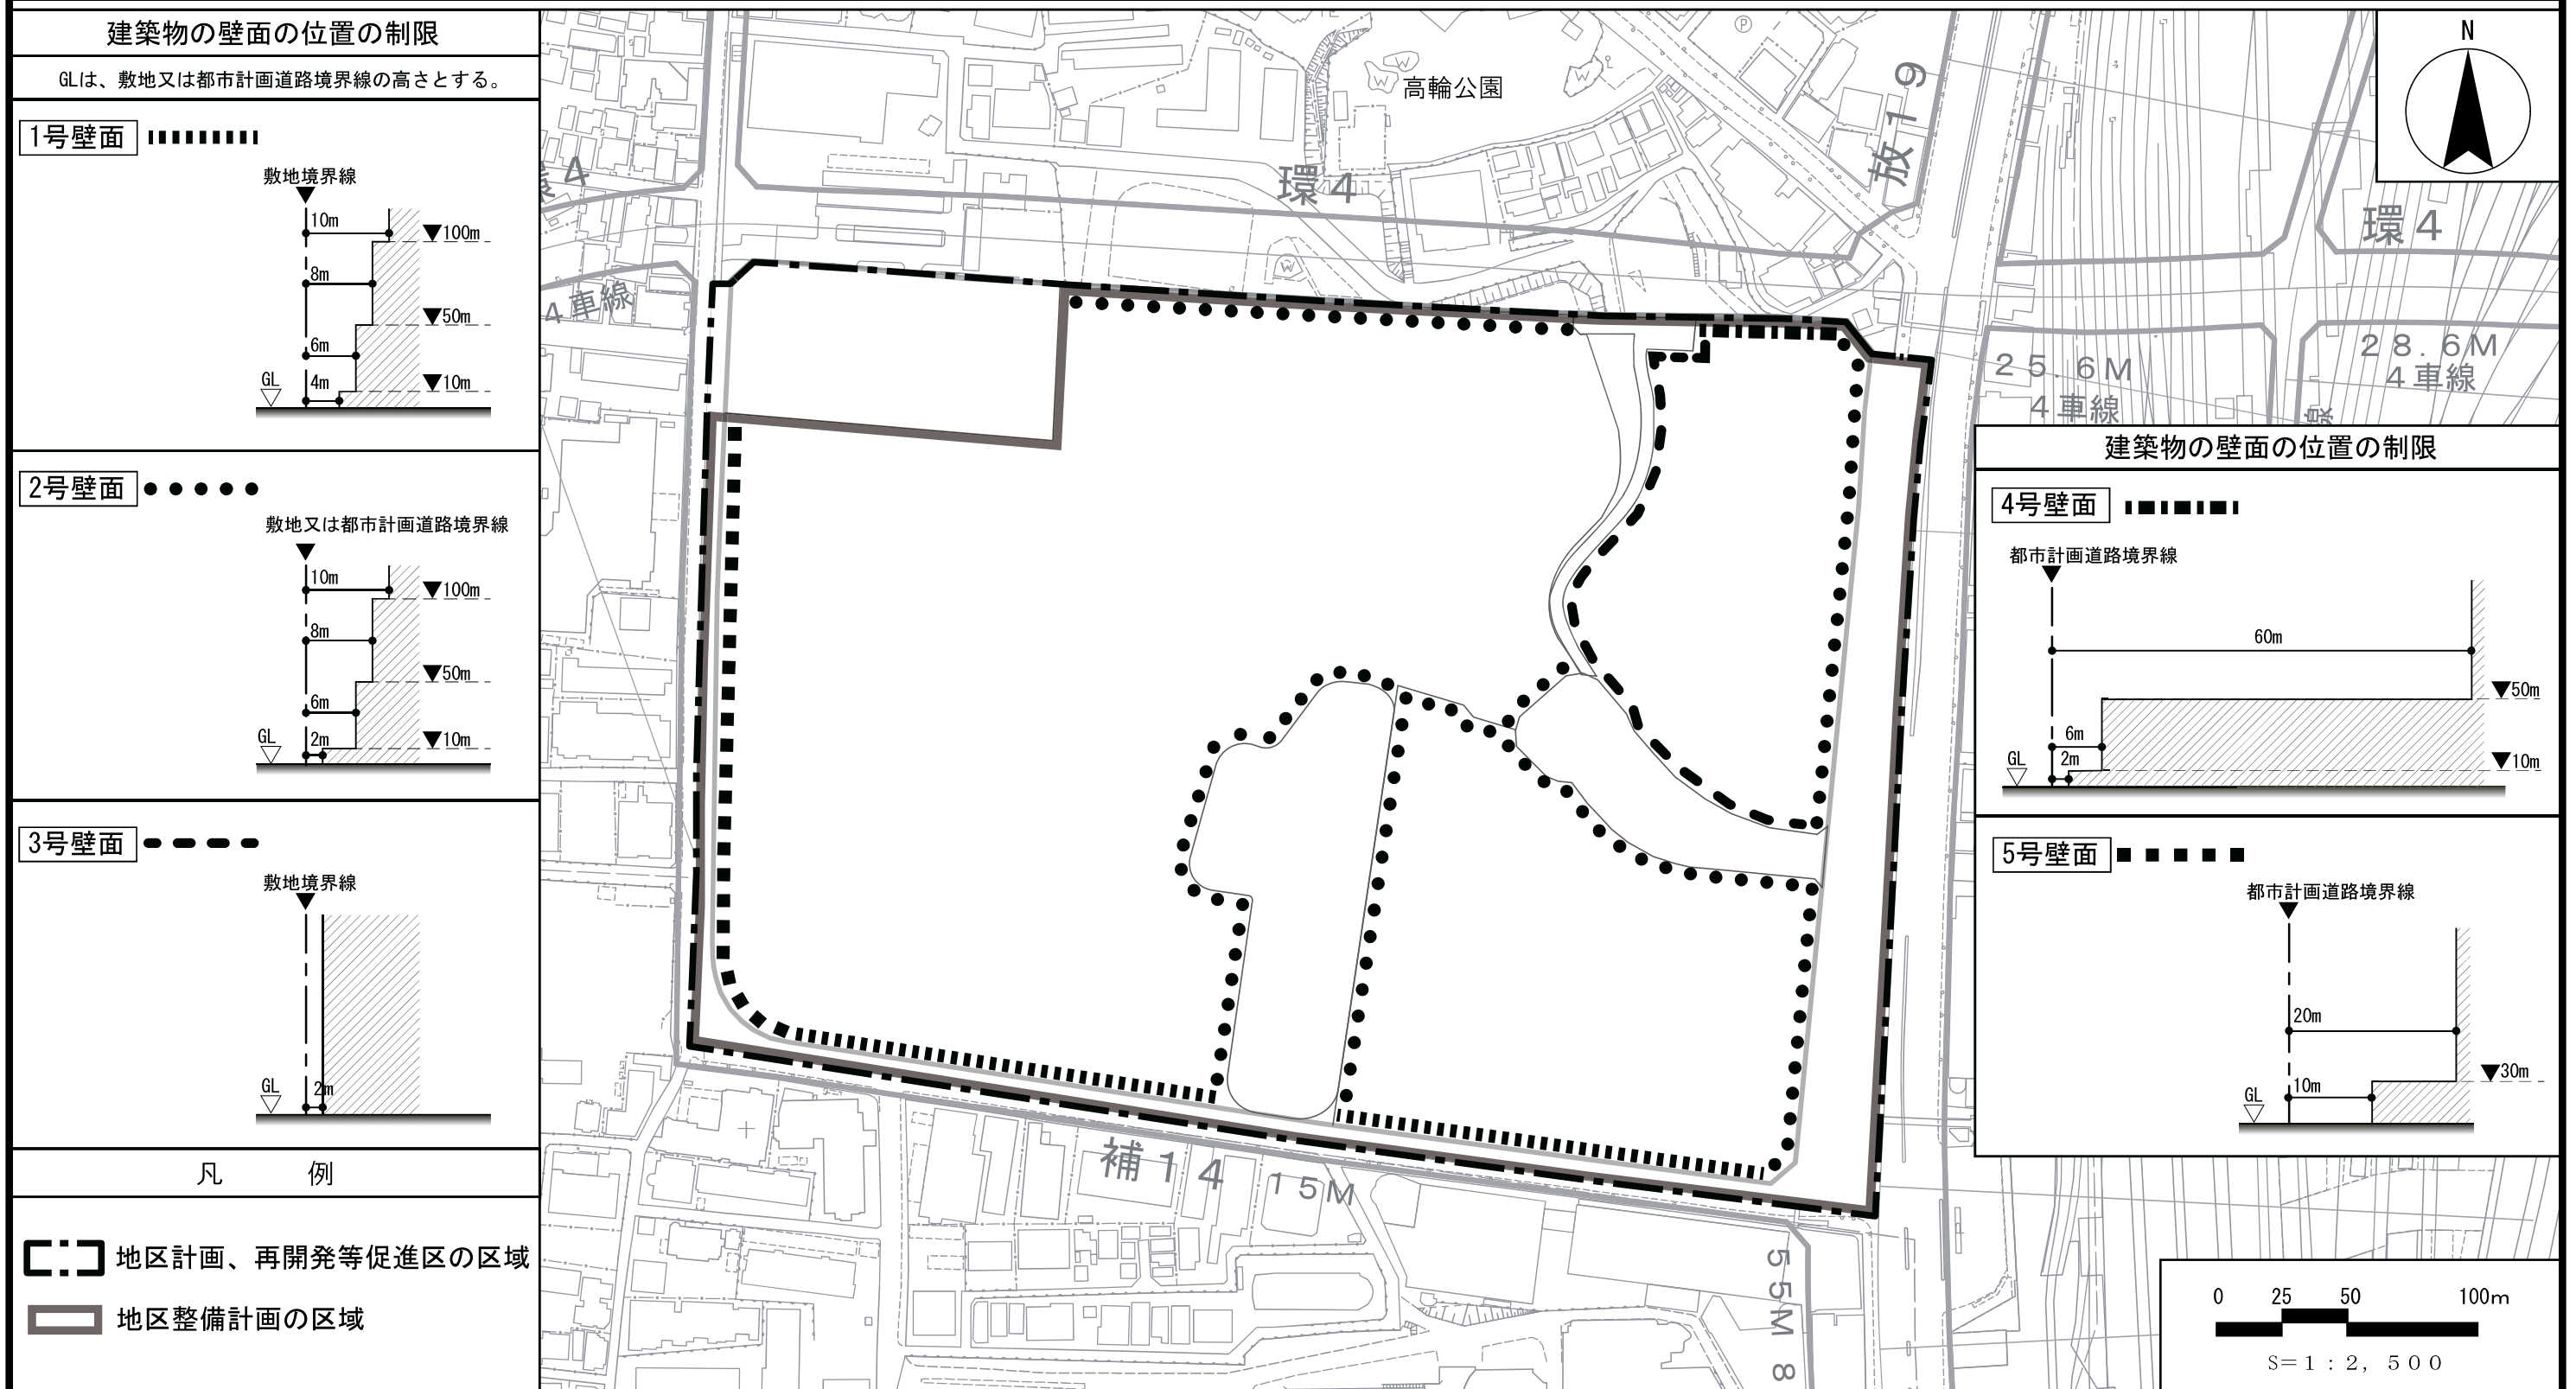 建築物の壁面の位置の制限
GLは、敷地又は都市計画道路境界線の高さとする。
1号壁面
敷地境界線
10m
▼100m
8m
▼50m
6m
▼10m
GL
4m
2号壁面
敷地又は都市計画道路境界線
10m
▼100m
8m
▼50m
6m
▼10m
GL
2m
3号壁面
敷地境界線
GL
2m
凡 例
地区計画、再開発等促進区の区域
地区整備計画の区域
高輪公園
P
W
W
W
W
環4
4車線
環4
放19
環4
25.6M
4車線
28.6M
4車線
補14
15M
55M
8
N
建築物の壁面の位置の制限
4号壁面
都市計画道路境界線
60m
▼50m
6m
▼10m
GL
2m
5号壁面
都市計画道路境界線
20m
▼30m
10m
GL
0 25 50 100m
S=1:2,500